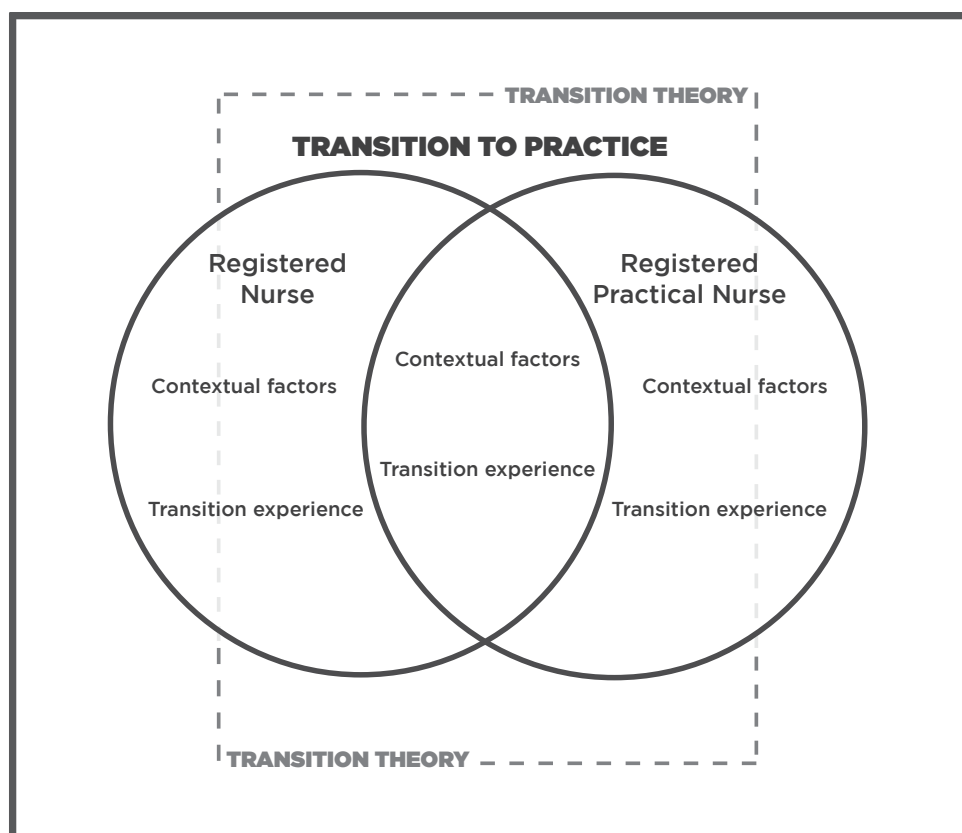 TRANSITION THEORY
TRANSITION TO PRACTICE
Registered
Nurse
Registered
Practical Nurse
Contextual factors
Contextual factors
Contextual factors
Transition experience
Transition experience
Transition experience
TRANSITION THEORY